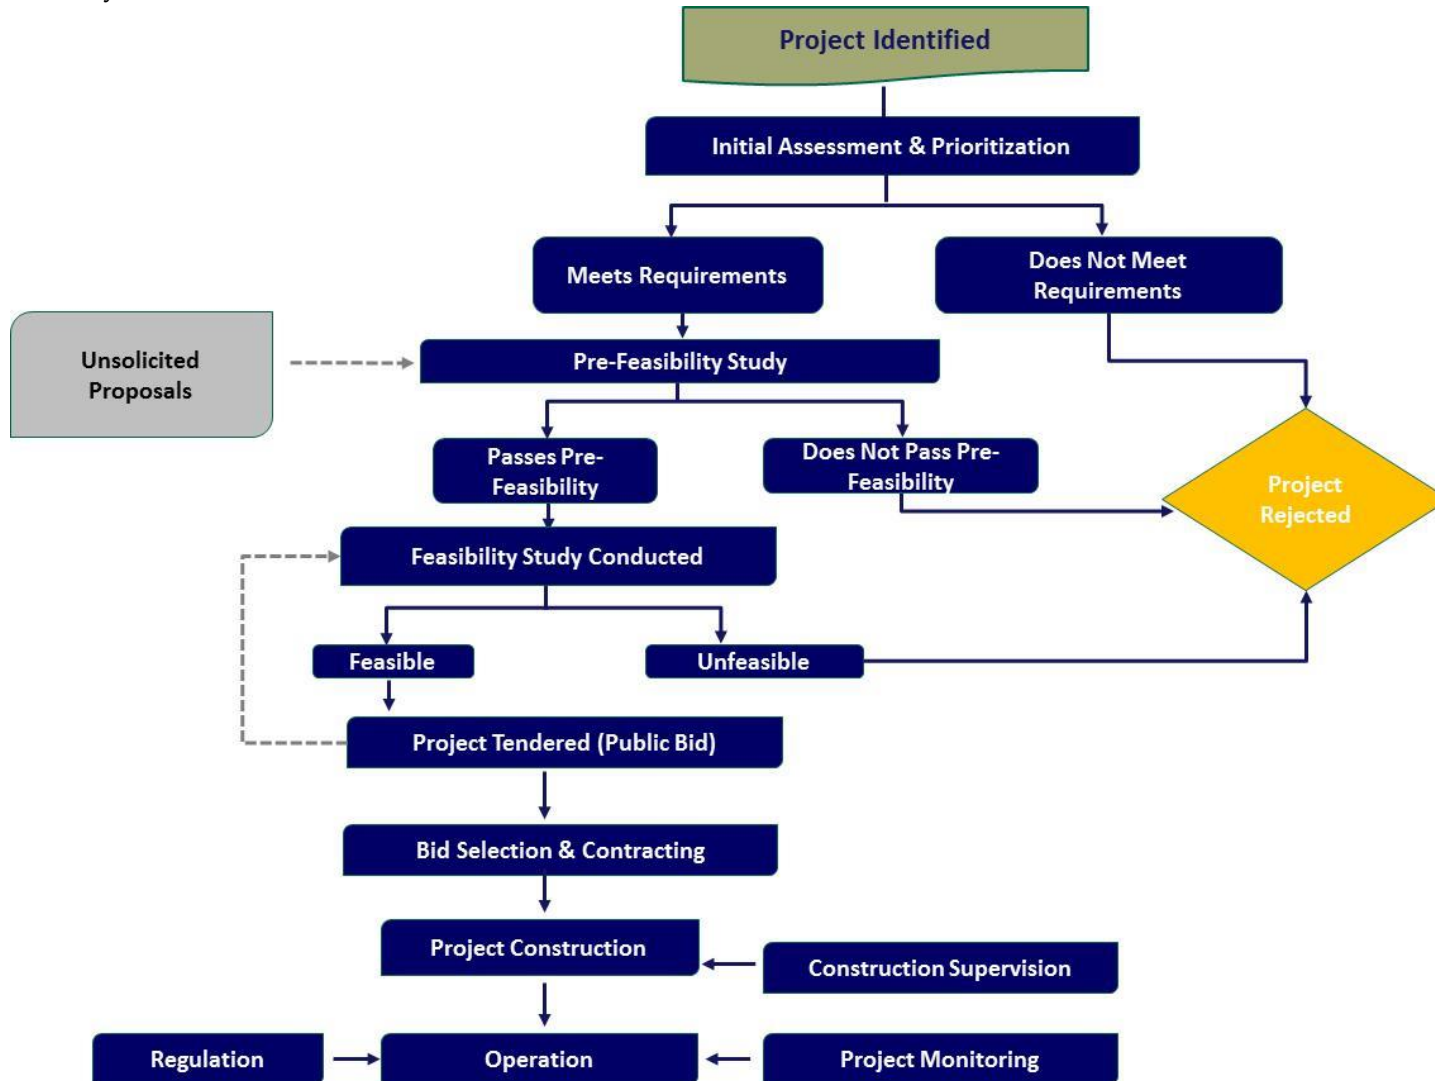 Project Identified
Initial Assessment & Prioritization
Meets Requirements
Does Not Meet
Requirements
Unsolicited
Proposals
Pre-Feasibility Study
Passes Pre-
Feasibility
Does Not Pass Pre-
Feasibility
Project
Rejected
Feasibility Study Conducted
Feasible
Unfeasible
Project Tendered (Public Bid)
Bid Selection & Contracting
Project Construction
Construction Supervision
Regulation
Operation
Project Monitoring